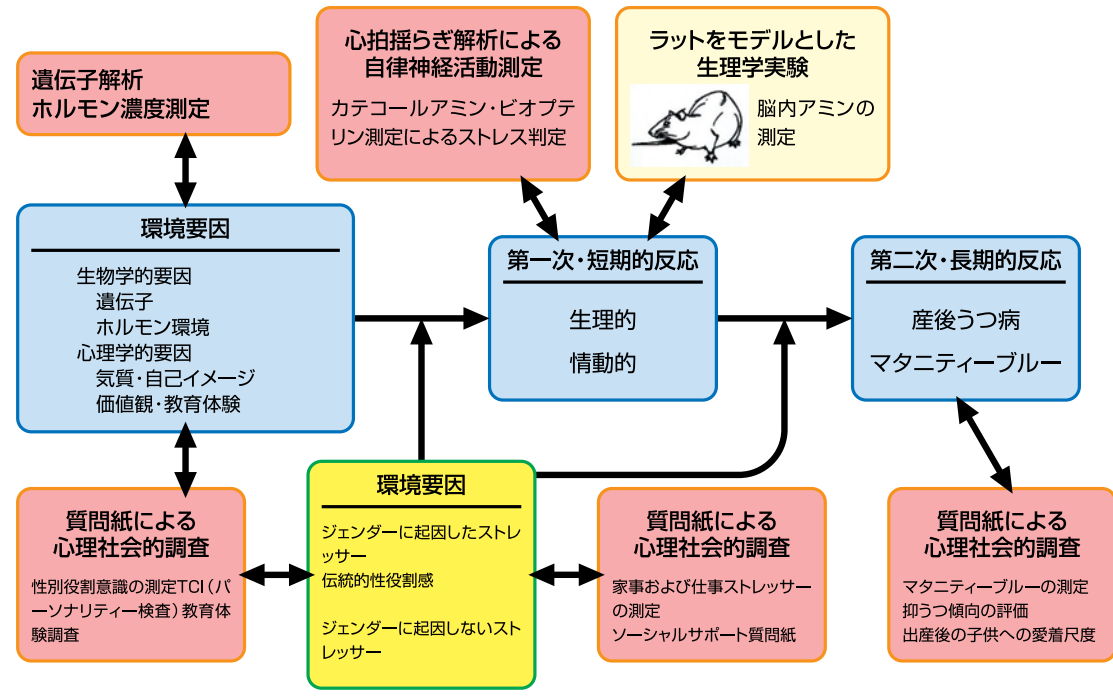 遺伝子解析
ホルモン濃度測定
心拍揺らぎ解析による
自律神経活動測定
カテコールアミン・ビオプテ
リン測定によるストレス判定
ラットをモデルとした
生理学実験
脳内アミンの
測定
環境要因
生物学的要因
遺伝子
ホルモン環境
心理学的要因
気質・自己イメージ
価値観・教育体験
第一次・短期的反応
生理的
情動的
第二次・長期的反応
産後うつ病
マタニティーブルー
質問紙による
心理社会的調査
性別役割意識の測定TCI(パ
ーソナリティー検査)教育体
験調査
環境要因
ジェンダーに起因したストレ
ッサー
伝統的性役割感
ジェンダーに起因しないスト
レッサー
質問紙による
心理社会的調査
家事および仕事ストレッサー
の測定
ソーシャルサポート質問紙
質問紙による
心理社会的調査
マタニティーブルーの測定
抑うつ傾向の評価
出産後の子供への愛着尺度